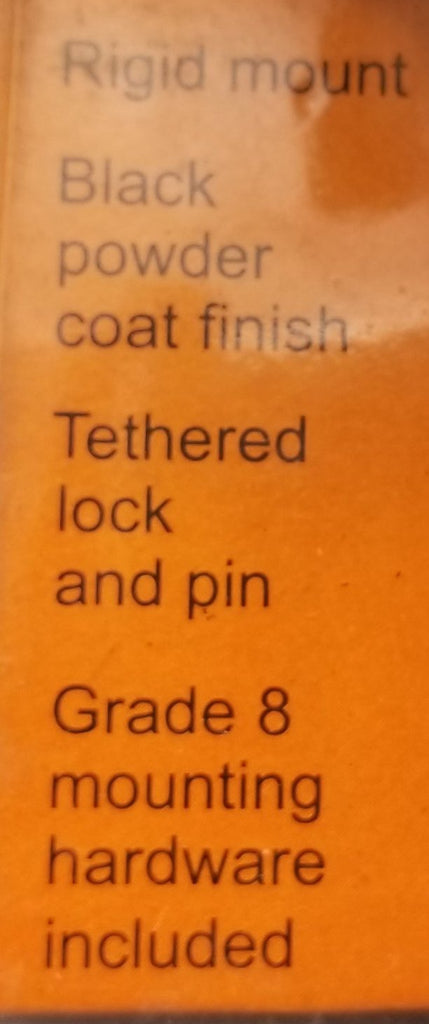 Rigid mount
Black
powder
coat finish
Tethered
lock
and pin
Grade 8
mounting
hardware
included